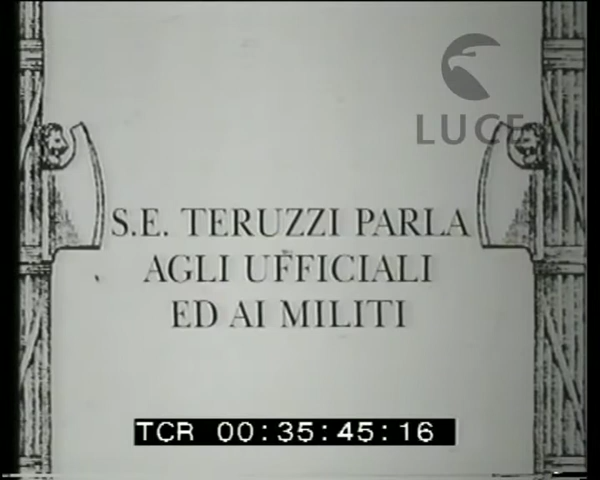 LUCE
S.E. TERUZZI PARLA
AGLI UFFICIALI
ED AI MILITI
TCR 00:35:45:16